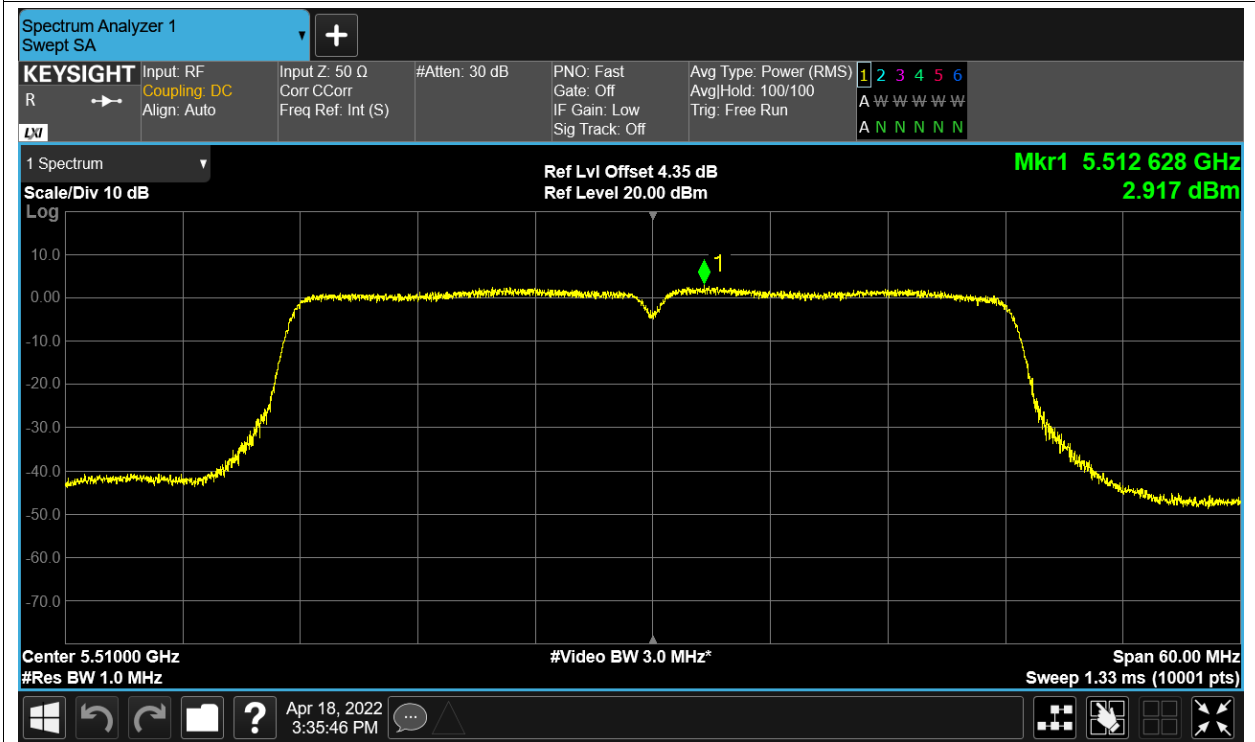 Spectrum Analyzer 1
Swept SA
KEYSIGHT
R
LXI
Input: RF
Coupling: DC
Align: Auto
Input Z: 50 Ω
Corr CCorr
Freq Ref: Int (S)
#Atten: 30 dB
PNO: Fast
Gate: Off
IF Gain: Low
Sig Track: Off
Avg Type: Power (RMS)
Avg|Hold: 100/100
Trig: Free Run
1 2 3 4 5 6
A W W W W W
A N N N N N
1 Spectrum
Scale/Div 10 dB
Log
Ref Lvl Offset 4.35 dB
Ref Level 20.00 dBm
Mkr1 5.512 628 GHz
2.917 dBm
1
10.0
0.00
-10.0
-20.0
-30.0
-40.0
-50.0
-60.0
-70.0
Center 5.51000 GHz
#Res BW 1.0 MHz
#Video BW 3.0 MHz*
Span 60.00 MHz
Sweep 1.33 ms (10001 pts)
?
Apr 18, 2022
3:35:46 PM